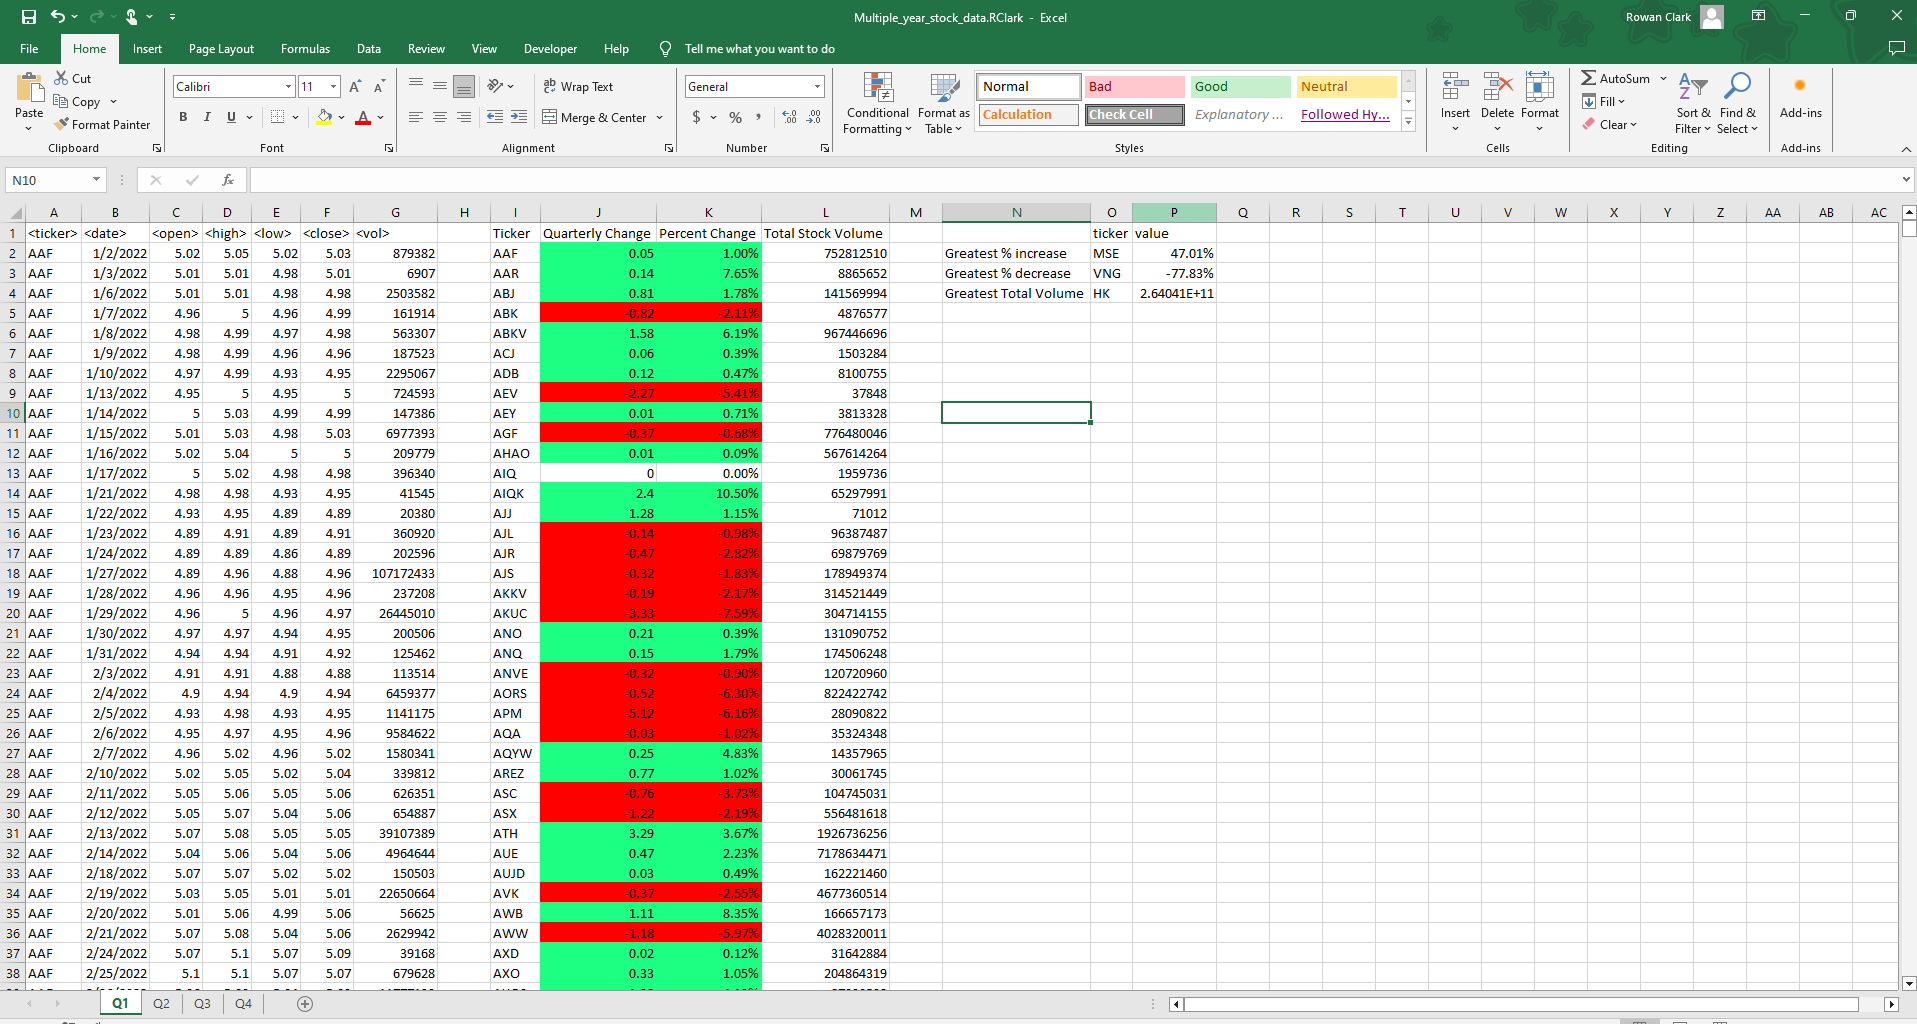 Multiple_year_stock_data.RClark - Excel
Rowan Clark
File Home Insert Page Layout Formulas Data Review View Developer Help Tell me what you want to do
Paste Cut Copy Format Painter Clipboard
Calibri 11 B I U A A A Font
Wrap Text Merge & Center Alignment
General $ % , Number
Conditional Formatting Format as Table
Normal Bad Good Neutral
Calculation Check Cell Explanatory ... Followed Hy...
Styles
Insert Delete Format Cells
AutoSum Fill Clear Sort & Filter Find & Select Editing
Add-ins Add-ins
N10 fx
A B C D E F G H I J K L M N O P Q R S T U V W X Y Z AA AB AC
1 <ticker> <date> <open> <high> <low> <close> <vol> Ticker Quarterly Change Percent Change Total Stock Volume ticker value
2 AAF 1/2/2022 5.02 5.05 5.02 5.03 879382 AAF 0.05 1.00% 752812510 Greatest % increase MSE 47.01%
3 AAF 1/3/2022 5.01 5.01 4.98 5.01 6907 AAR 0.14 7.65% 8865652 Greatest % decrease VNG -77.83%
4 AAF 1/6/2022 5.01 5.01 4.98 4.98 2503582 ABJ 0.81 1.78% 141569994 Greatest Total Volume HK 2.64041E+11
5 AAF 1/7/2022 4.96 5 4.96 4.99 161914 ABK -0.82 -2.11% 4876577
6 AAF 1/8/2022 4.98 4.99 4.97 4.98 563307 ABKV 1.58 6.19% 967446696
7 AAF 1/9/2022 4.98 4.99 4.96 4.96 187523 ACJ 0.06 0.39% 1503284
8 AAF 1/10/2022 4.97 4.99 4.93 4.95 2295067 ADB 0.12 0.47% 8100755
9 AAF 1/13/2022 4.95 5 4.95 5 724593 AEV -2.27 -5.41% 37848
10 AAF 1/14/2022 5 5.03 4.99 4.99 147386 AEY 0.01 0.71% 3813328
11 AAF 1/15/2022 5.01 5.03 4.98 5.03 6977393 AGF -0.37 -0.68% 776480046
12 AAF 1/16/2022 5.02 5.04 5 5 209779 AHAO 0.01 0.09% 567614264
13 AAF 1/17/2022 5 5.02 4.98 4.98 396340 AIQ 0 0.00% 1959736
14 AAF 1/21/2022 4.98 4.98 4.93 4.95 41545 AIQK 2.4 10.50% 65297991
15 AAF 1/22/2022 4.93 4.95 4.89 4.89 20380 AJJ 1.28 1.15% 71012
16 AAF 1/23/2022 4.89 4.91 4.89 4.91 360920 AJL -0.14 -0.98% 96387487
17 AAF 1/24/2022 4.89 4.89 4.86 4.89 202596 AJR -0.47 -2.82% 69879769
18 AAF 1/27/2022 4.89 4.96 4.88 4.96 107172433 AJS -0.32 -1.83% 178949374
19 AAF 1/28/2022 4.96 4.96 4.95 4.96 237208 AKKV -0.19 -2.17% 314521449
20 AAF 1/29/2022 4.96 5 4.96 4.97 26445010 AKUC -3.33 -7.59% 304714155
21 AAF 1/30/2022 4.97 4.97 4.94 4.95 200506 ANO 0.21 0.39% 131090752
22 AAF 1/31/2022 4.94 4.94 4.91 4.92 125462 ANQ 0.15 1.79% 174506248
23 AAF 2/3/2022 4.91 4.91 4.88 4.88 113514 ANVE -0.32 -0.90% 120720960
24 AAF 2/4/2022 4.9 4.94 4.9 4.94 6459377 AORS -0.52 -6.30% 822422742
25 AAF 2/5/2022 4.93 4.98 4.93 4.95 1141175 APM -5.12 -6.16% 28090822
26 AAF 2/6/2022 4.95 4.97 4.95 4.96 9584622 AQA -0.03 -1.02% 35324348
27 AAF 2/7/2022 4.96 5.02 4.96 5.02 1580341 AQYW 0.25 4.83% 14357965
28 AAF 2/10/2022 5.02 5.05 5.02 5.04 339812 AREZ 0.77 1.02% 30061745
29 AAF 2/11/2022 5.05 5.06 5.05 5.06 626351 ASC -0.76 -3.73% 104745031
30 AAF 2/12/2022 5.05 5.07 5.04 5.06 654887 ASX -1.22 -2.19% 556481618
31 AAF 2/13/2022 5.07 5.08 5.05 5.05 39107389 ATH 3.29 3.67% 1926736256
32 AAF 2/14/2022 5.04 5.06 5.04 5.06 4964644 AUE 0.47 2.23% 7178634471
33 AAF 2/18/2022 5.07 5.07 5.02 5.02 150503 AUJD 0.03 0.49% 162221460
34 AAF 2/19/2022 5.03 5.05 5.01 5.01 22650664 AVK -0.37 -2.55% 4677360514
35 AAF 2/20/2022 5.01 5.06 4.99 5.06 56625 AWB 1.11 8.35% 166657173
36 AAF 2/21/2022 5.07 5.08 5.04 5.06 2629942 AWW -1.18 -5.97% 4028320011
37 AAF 2/24/2022 5.07 5.1 5.07 5.09 39168 AXD 0.02 0.12% 31642884
38 AAF 2/25/2022 5.1 5.1 5.07 5.07 679628 AXO 0.33 1.05% 204864319
Q1 Q2 Q3 Q4